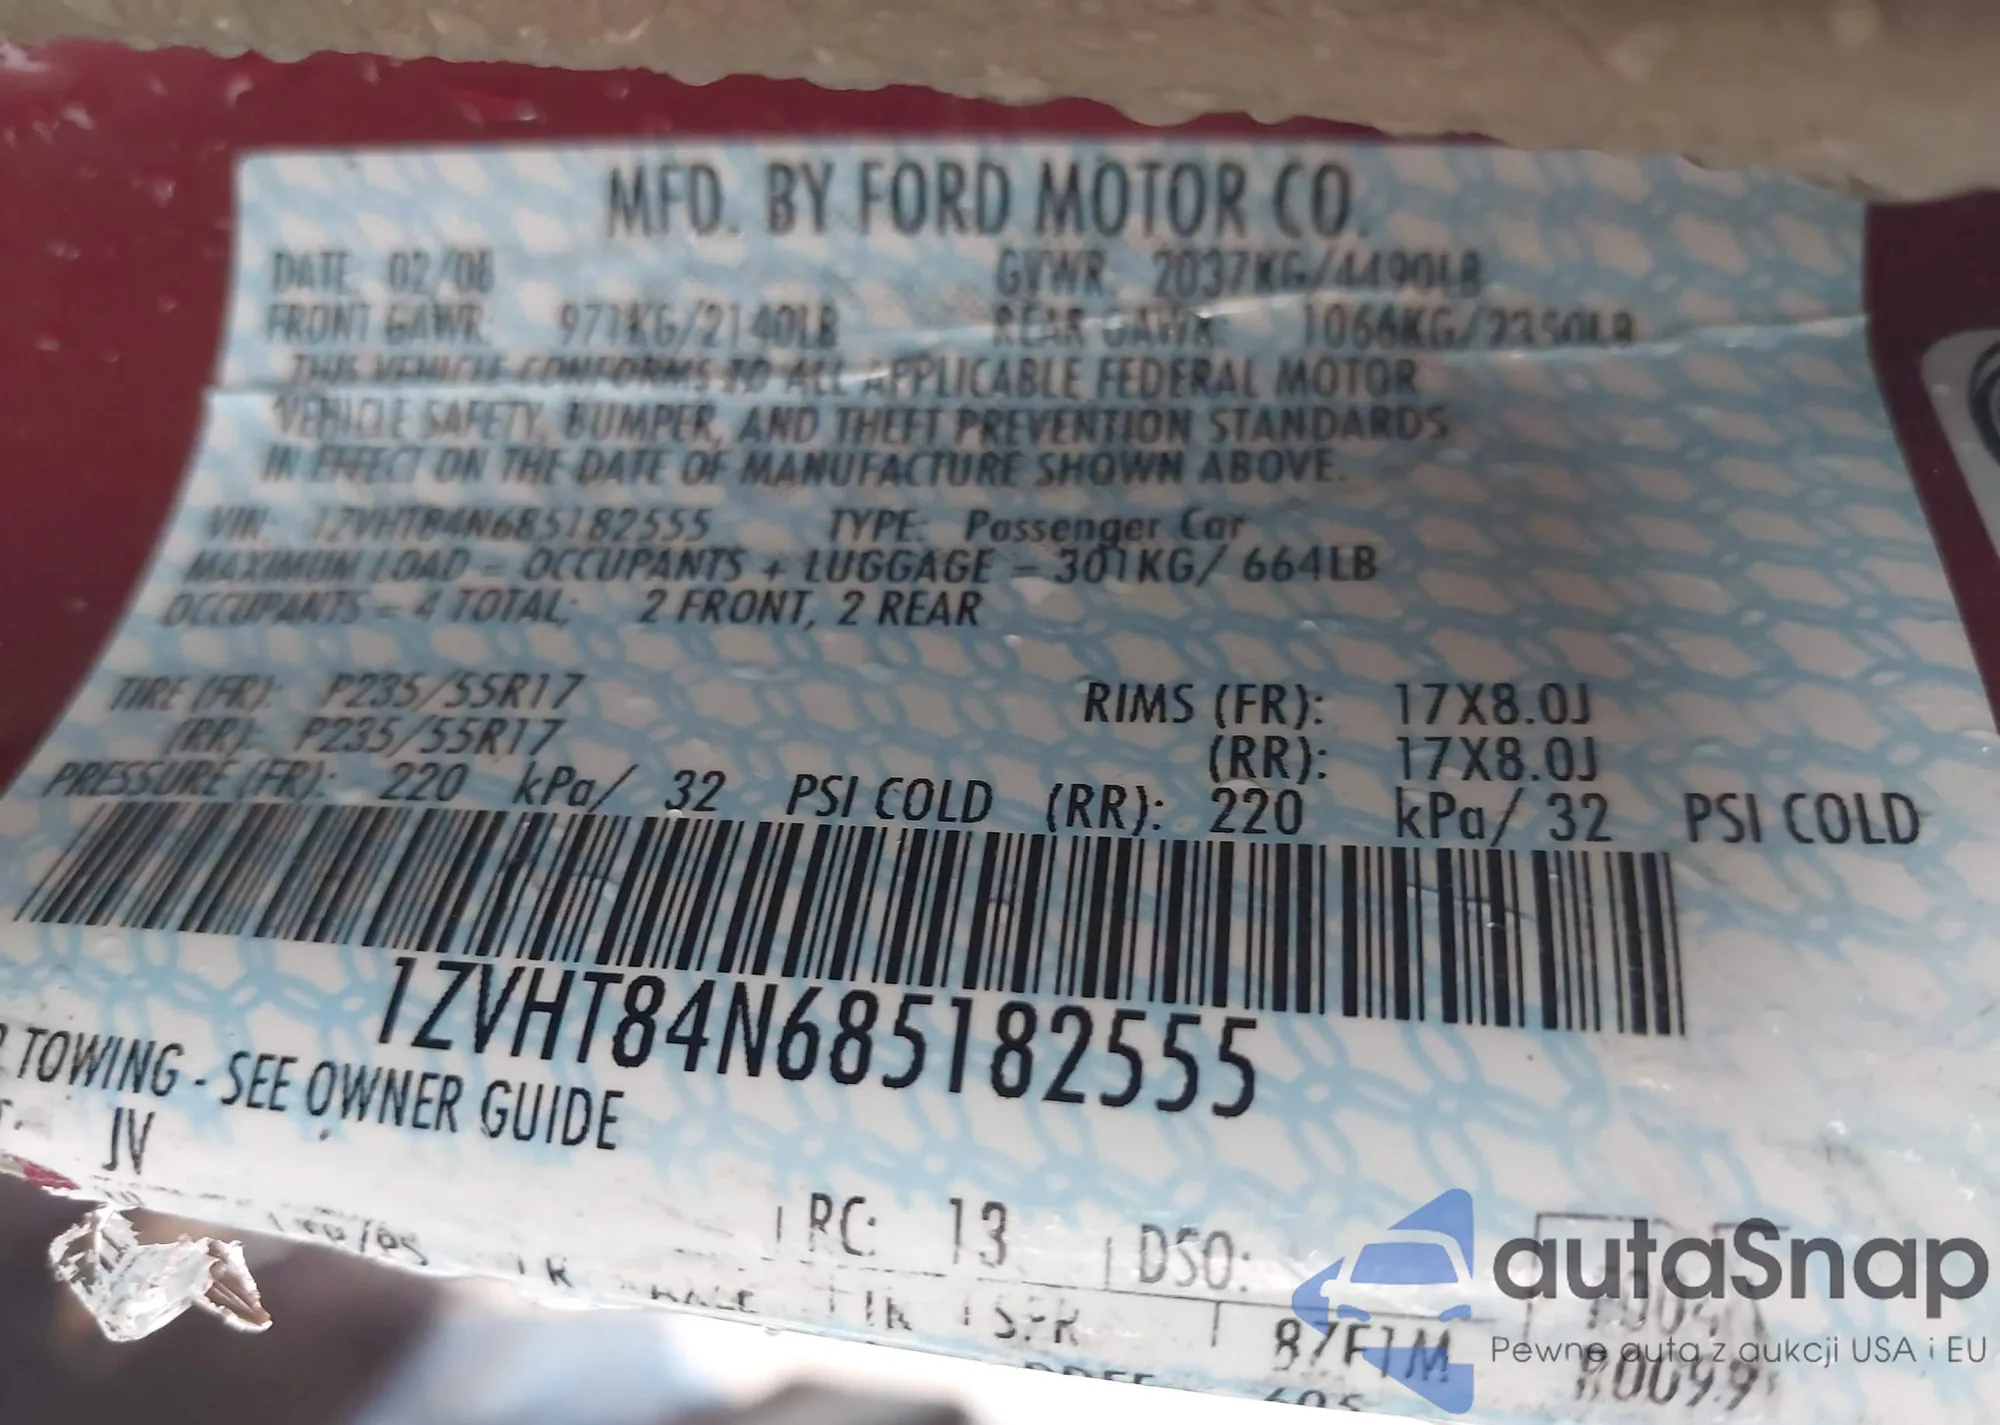 MFD. BY FORD MOTOR CO.
DATE: 02/08 GVWR: 2037KG/4490LB
FRONT GAWR: 971KG/2140LB REAR GAWR: 1066KG/2350LB
THIS VEHICLE CONFORMS TO ALL APPLICABLE FEDERAL MOTOR
VEHICLE SAFETY, BUMPER, AND THEFT PREVENTION STANDARDS
IN EFFECT ON THE DATE OF MANUFACTURE SHOWN ABOVE.
VIN: 1ZVHT84N685182555 TYPE: Passenger Car
MAXIMUM LOAD - OCCUPANTS + LUGGAGE - 301KG/ 664LB
OCCUPANTS - 4 TOTAL; 2 FRONT, 2 REAR
TIRE (FR): P235/55R17 RIMS (FR): 17X8.0J
(RR): P235/55R17 (RR): 17X8.0J
PRESSURE (FR): 220 kPa/ 32 PSI COLD (RR): 220 kPa/ 32 PSI COLD
1ZVHT84N685182555
TOWING - SEE OWNER GUIDE
JV
RC: 13 DSO:
87F1M
autaSnap
Pewne auta z aukcji USA i EU